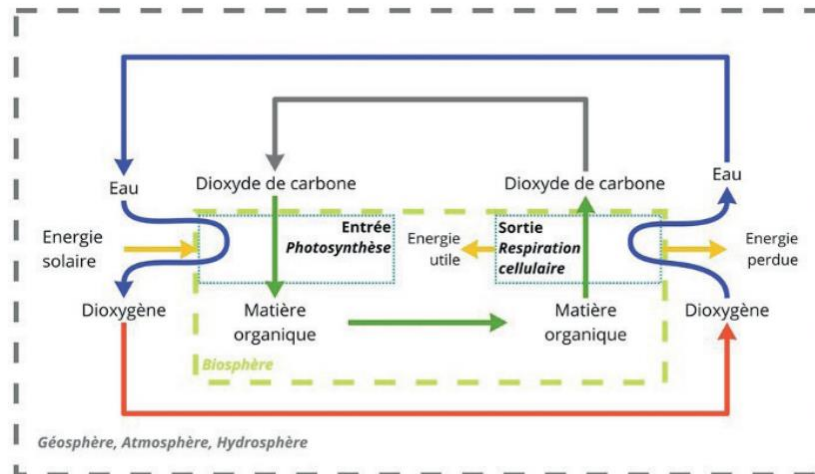 Eau
Dioxyde de carbone
Dioxyde de carbone
Eau
Energie
solaire
Entrée
Photosynthèse
Energie
utile
Sortie
Respiration
cellulaire
Energie
perdue
Dioxygène
Matière
organique
Matière
organique
Dioxygène
Biosphère
Géosphère, Atmosphère, Hydrosphère